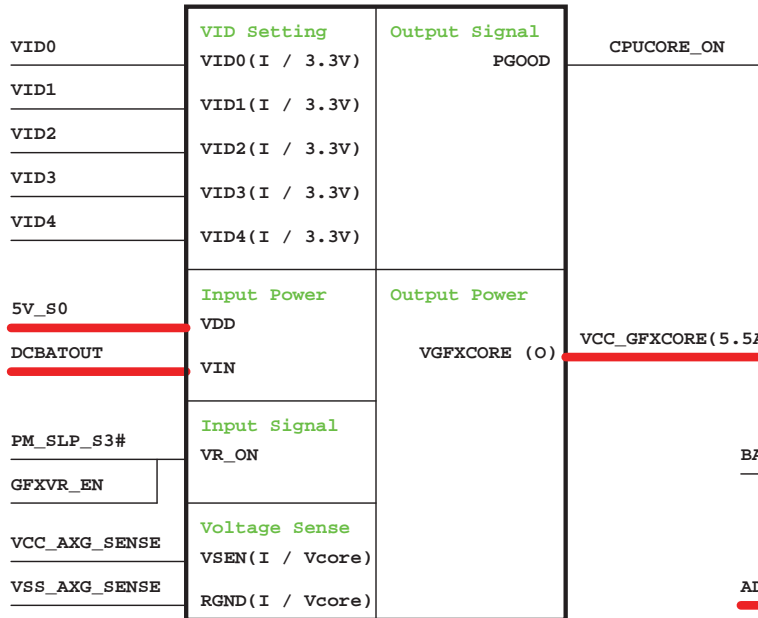 VID0
VID1
VID2
VID3
VID4
5V_S0
DCBATOUT
PM_SLP_S3#
GFXVR_EN
VCC_AXG_SENSE
VSS_AXG_SENSE
VID Setting
VID0(I / 3.3V)
VID1(I / 3.3V)
VID2(I / 3.3V)
VID3(I / 3.3V)
VID4(I / 3.3V)
Input Power
VDD
VIN
Input Signal
VR_ON
Voltage Sense
VSEN(I / Vcore)
RGND(I / Vcore)
Output Signal
PGOOD
Output Power
VGFXCORE (O)
CPUCORE_ON
VCC_GFXCORE(5.5A
BA
AD